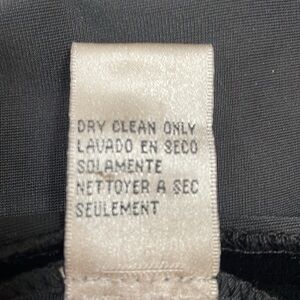 DRY CLEAN ONLY
LAVADO EN SECO
SOLAMENTE
NETTOYER A SEC
SEULEMENT